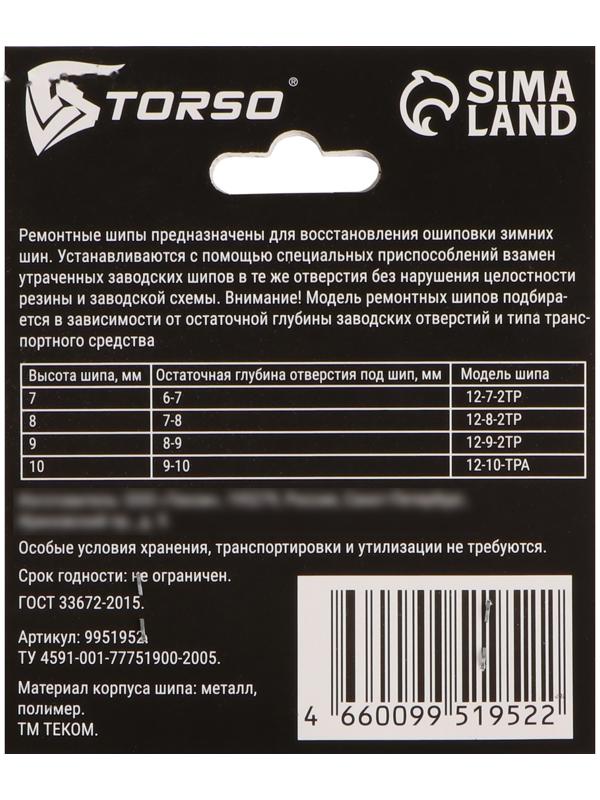 TORSO®
SIMA
LAND
Ремонтные шипы предназначены для восстановления ошиповки зимних
шин. Устанавливаются с помощью специальных приспособлений взамен
утраченных заводских шипов в те же отверстия без нарушения целостности
резины и заводской схемы. Внимание! Модель ремонтных шипов подбира-
ется в зависимости от остаточной глубины заводских отверстий и типа транс-
портного средства
Высота шипа, мм Остаточная глубина отверстия под шип, мм Модель шипа
7 6-7 12-7-2ТР
8 7-8 12-8-2ТР
9 8-9 12-9-2ТР
10 9-10 12-10-ТРА
Особые условия хранения, транспортировки и утилизации не требуются.
Срок годности: не ограничен.
ГОСТ 33672-2015.
Артикул: 9951952.
ТУ 4591-001-77751900-2005.
Материал корпуса шипа: металл,
полимер.
ТМ ТЕКОМ.
4 660099 519522